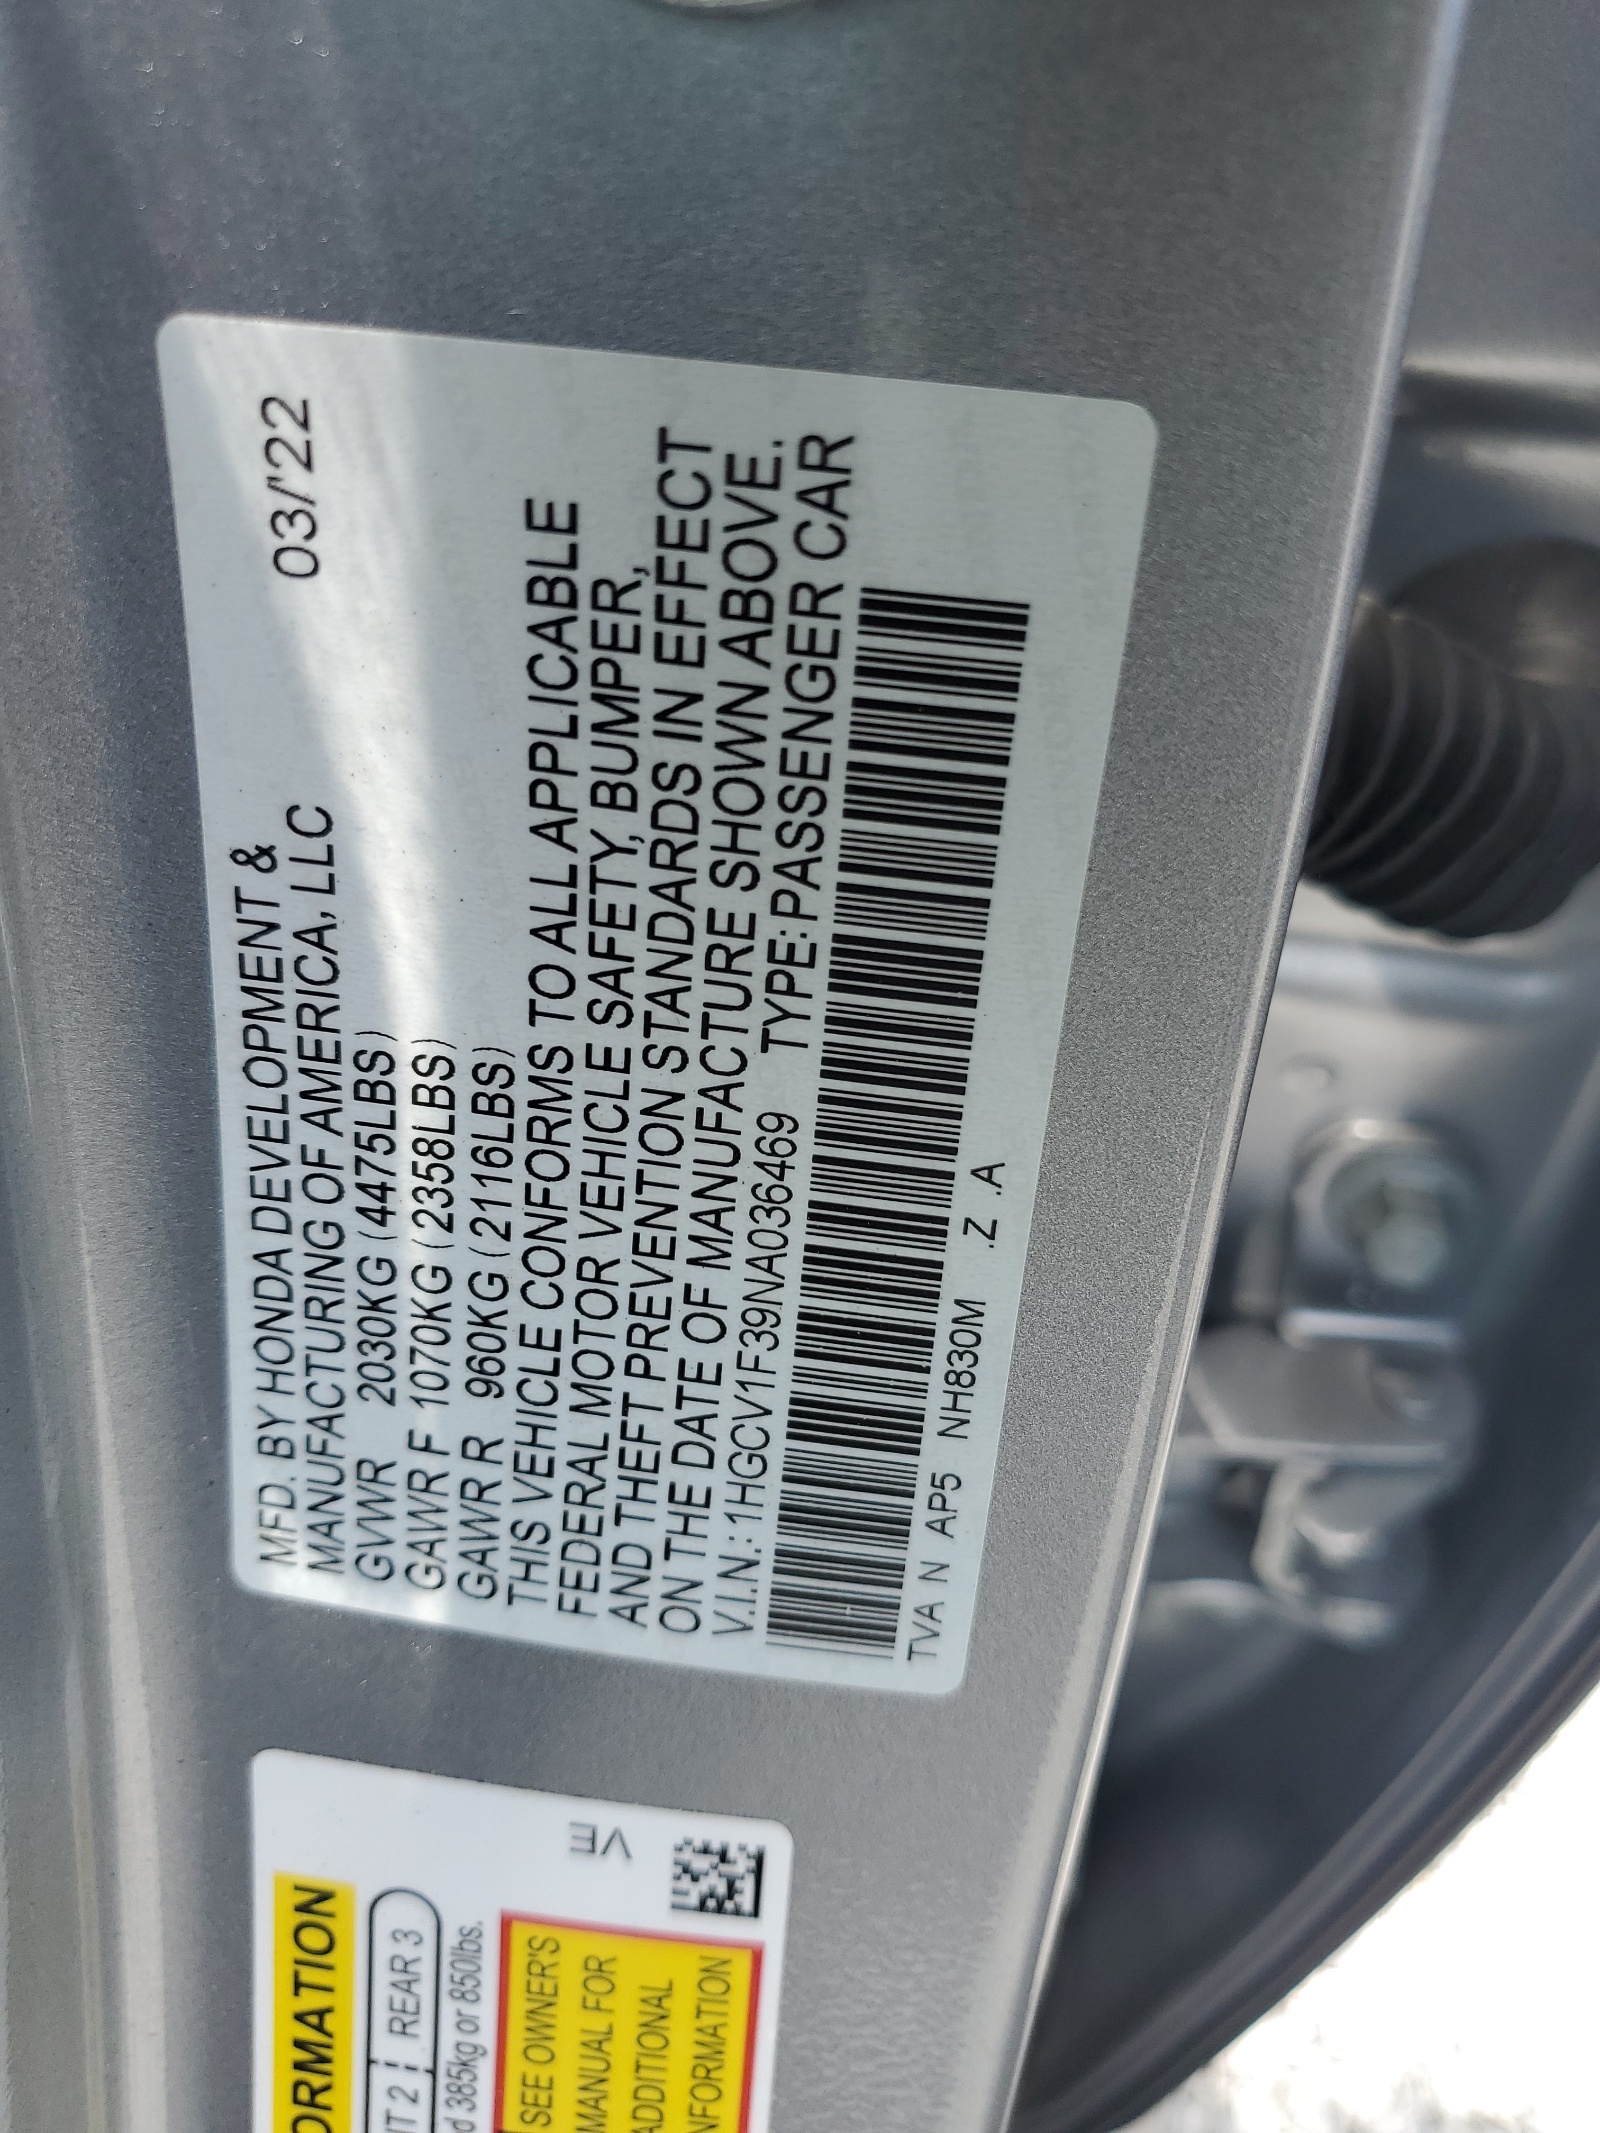 MFD. BY HONDA DEVELOPMENT &
MANUFACTURING OF AMERICA, LLC 03/'22
GVWR 2030KG (4475LBS)
GAWR F 1070KG (2358LBS)
GAWR R 960KG (2116LBS)
THIS VEHICLE CONFORMS TO ALL APPLICABLE
FEDERAL MOTOR VEHICLE SAFETY, BUMPER,
AND THEFT PREVENTION STANDARDS IN EFFECT
ON THE DATE OF MANUFACTURE SHOWN ABOVE.
V.I.N.: 1HGCV1F39NA036469 TYPE: PASSENGER CAR
TVA N AP5 NH830M .Z .A
ORMATION
NT 2 REAR 3
d 385kg or 850lbs.
SEE OWNER'S
MANUAL FOR
ADDITIONAL
NFORMATION